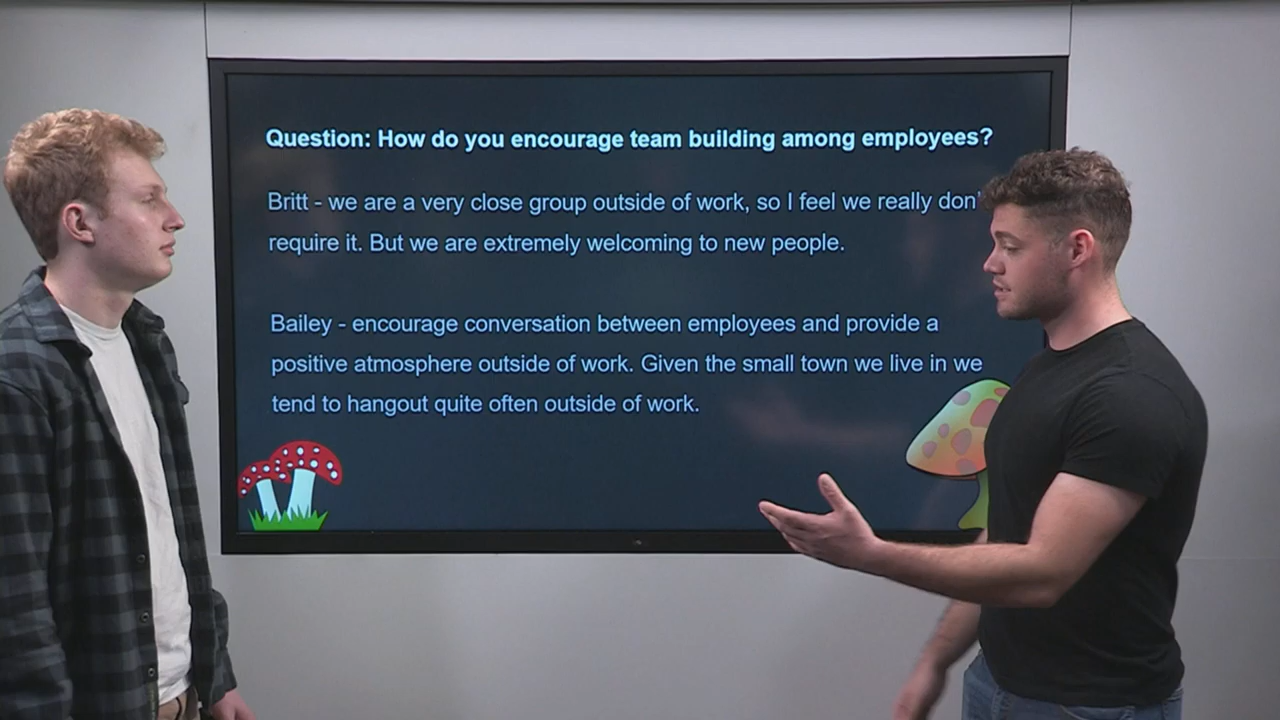 Question: How do you encourage team building among employees?
Britt - we are a very close group outside of work, so I feel we really don'
require it. But we are extremely welcoming to new people.
Bailey - encourage conversation between employees and provide a
positive atmosphere outside of work. Given the small town we live in we
tend to hangout quite often outside of work.